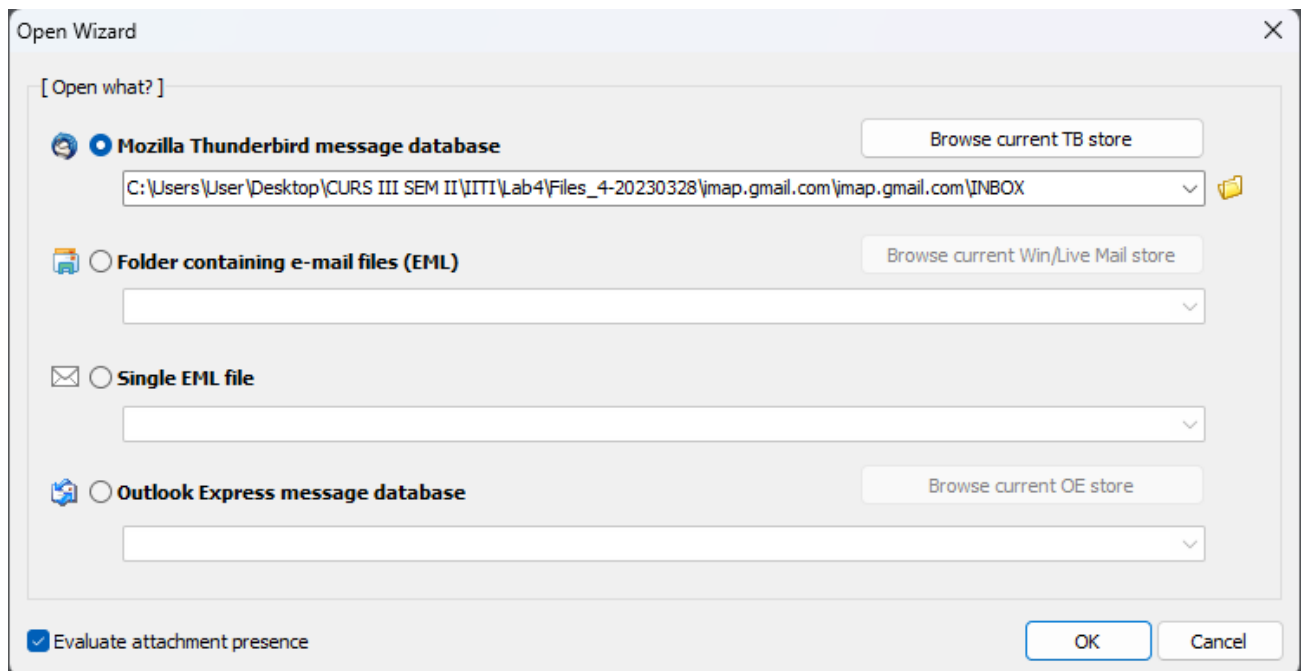 Open Wizard
[ Open what? ]
Mozilla Thunderbird message database
Browse current TB store
C:\Users\User\Desktop\CURS III SEM II\IITI\Lab4\Files_4-20230328\imap.gmail.com\imap.gmail.com\INBOX
Folder containing e-mail files (EML)
Browse current Win/Live Mail store
Single EML file
Outlook Express message database
Browse current OE store
Evaluate attachment presence
OK
Cancel